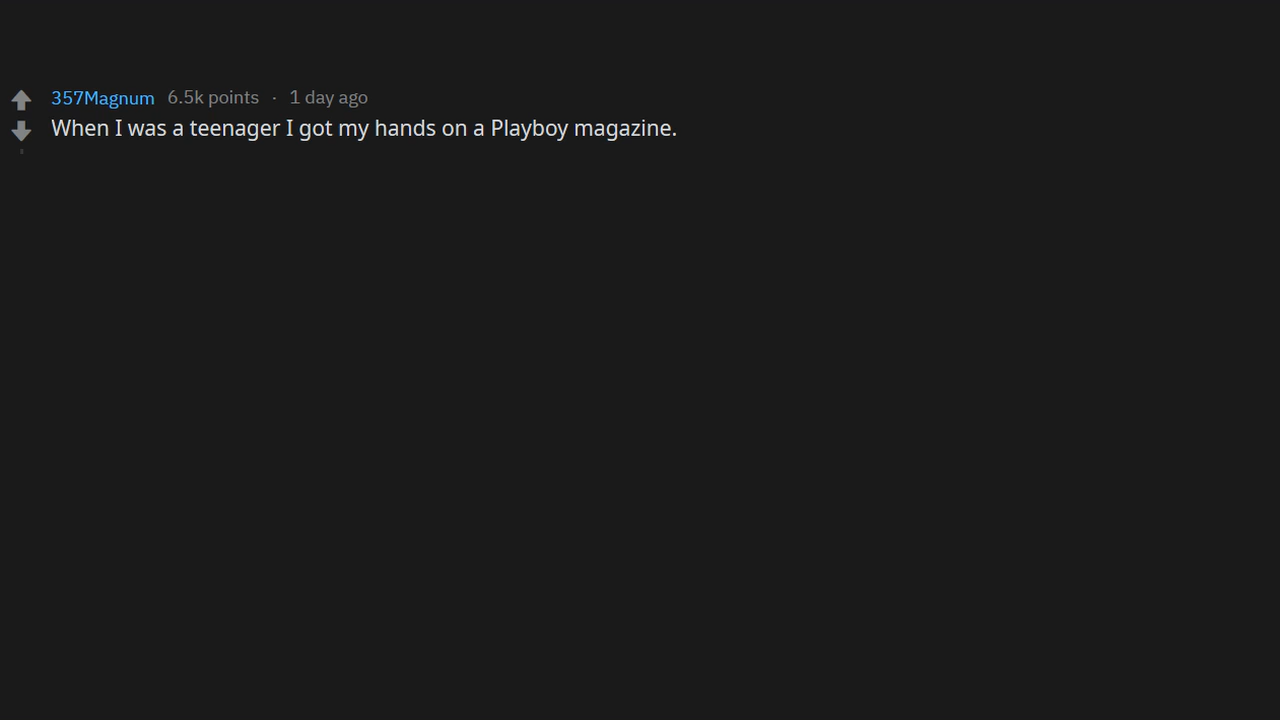 357Magnum 6.5k points · 1 day ago
When I was a teenager I got my hands on a Playboy magazine.